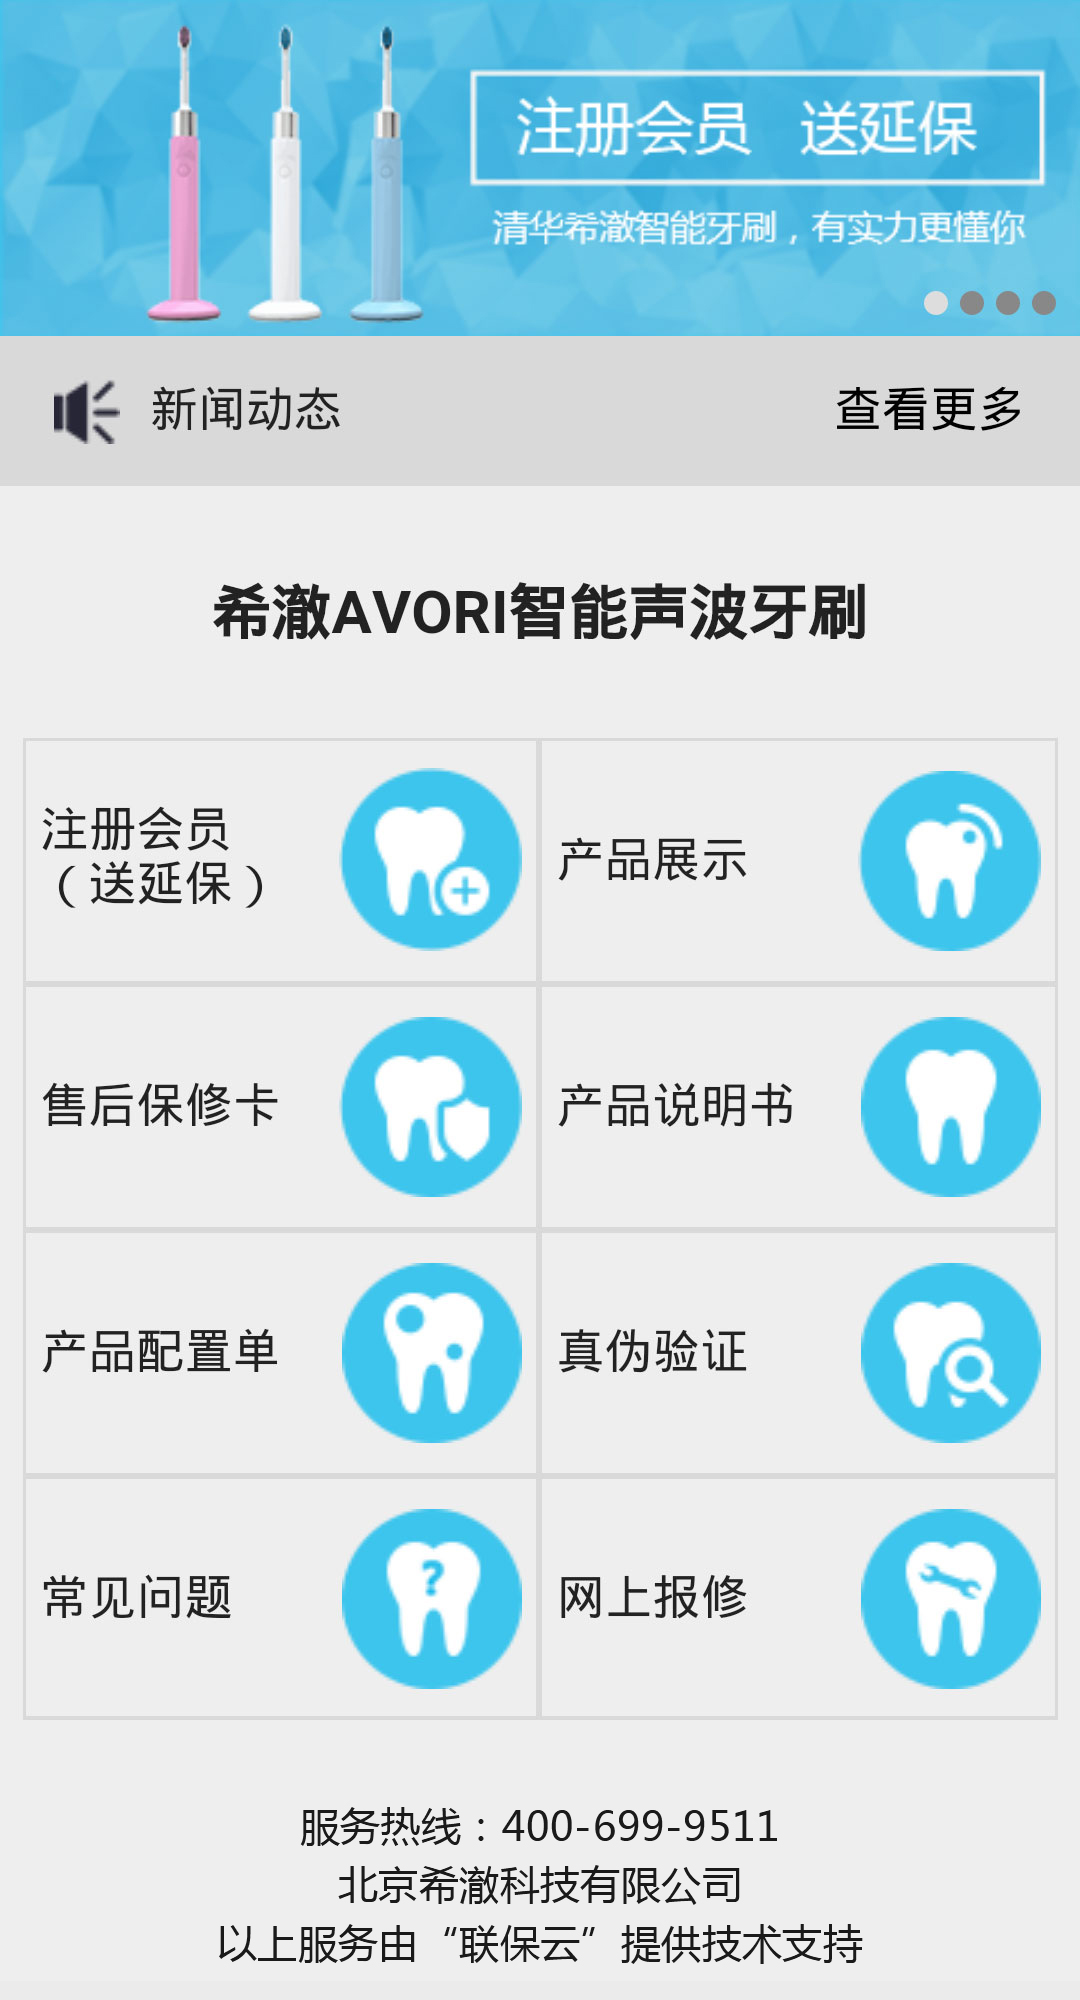 注册会员 送延保
清华希澈智能牙刷，有实力更懂你
新闻动态 查看更多
希澈AVORI智能声波牙刷
注册会员
（送延保）
产品展示
售后保修卡
产品说明书
产品配置单
真伪验证
常见问题
网上报修
服务热线：400-699-9511
北京希澈科技有限公司
以上服务由“联保云”提供技术支持